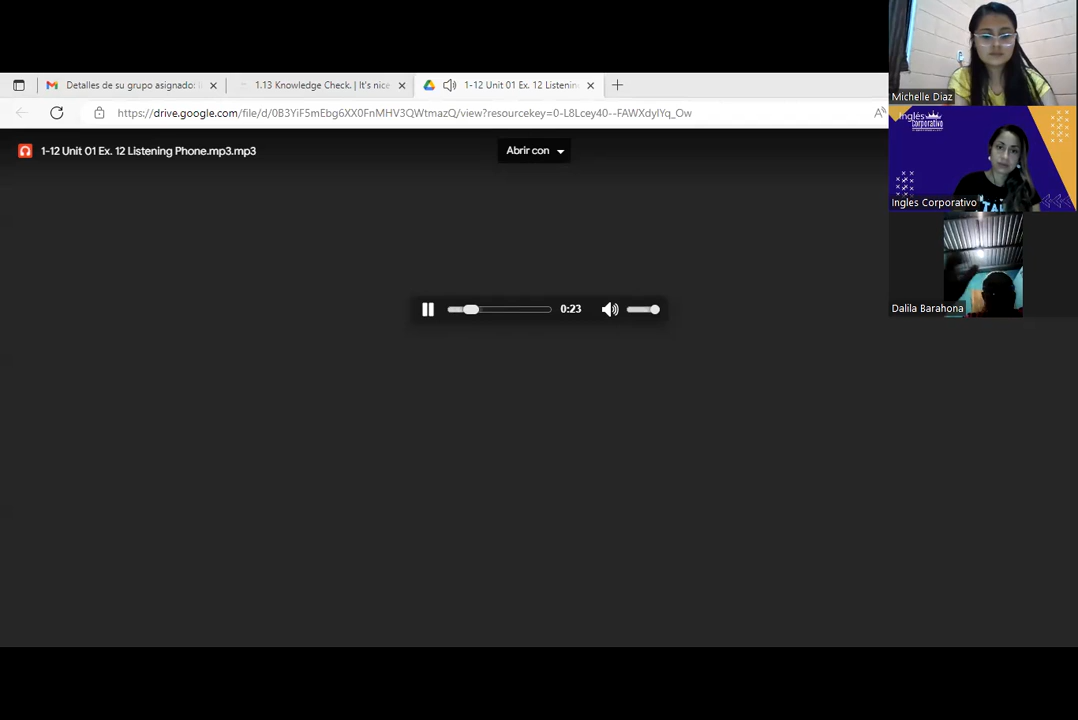 Detalles de su grupo asignado: I
1.13 Knowledge Check. | It's nice
1-12 Unit 01 Ex. 12 Listenin
https://drive.google.com/file/d/0B3YiF5mEbg6XX0FnMHV3QWtmazQ/view?resourcekey=0-L8Lcey40--FAWXdylYq_Ow
1-12 Unit 01 Ex. 12 Listening Phone.mp3.mp3
Abrir con
0:23
Michelle Diaz
Inglés
Corporativo
Ingles Corporativo
Dalila Barahona